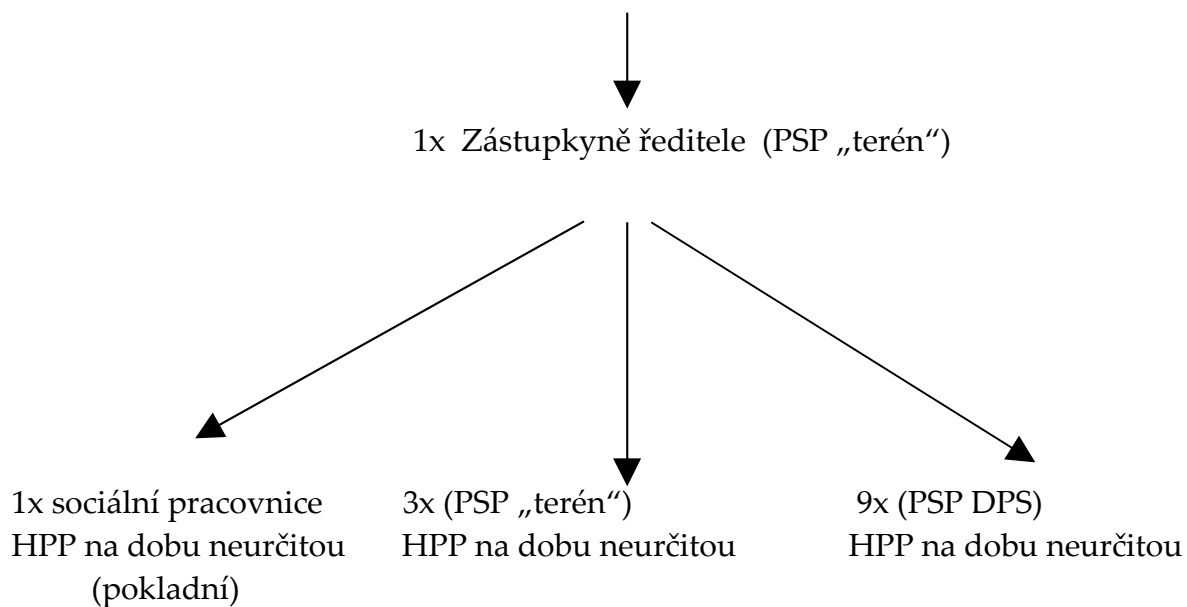 1x Zástupkyně ředitele (PSP „terén“)
1x sociální pracovnice
HPP na dobu neurčitou
(pokladní)
3x (PSP „terén“)
HPP na dobu neurčitou
9x (PSP DPS)
HPP na dobu neurčitou